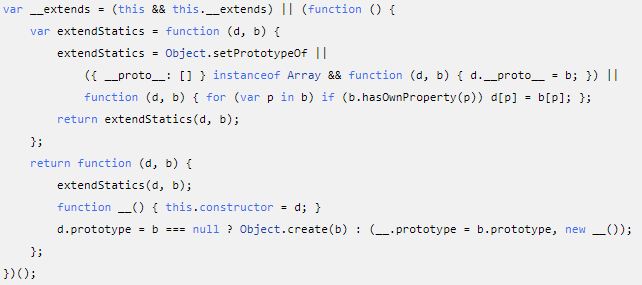 var __extends = (this && this.__extends) || (function () {
    var extendStatics = function (d, b) {
        extendStatics = Object.setPrototypeOf ||
            ({ __proto__: [] } instanceof Array && function (d, b) { d.__proto__ = b; }) ||
            function (d, b) { for (var p in b) if (b.hasOwnProperty(p)) d[p] = b[p]; };
        return extendStatics(d, b);
    };
    return function (d, b) {
        extendStatics(d, b);
        function __() { this.constructor = d; }
        d.prototype = b === null ? Object.create(b) : (__.prototype = b.prototype, new __());
    };
})();